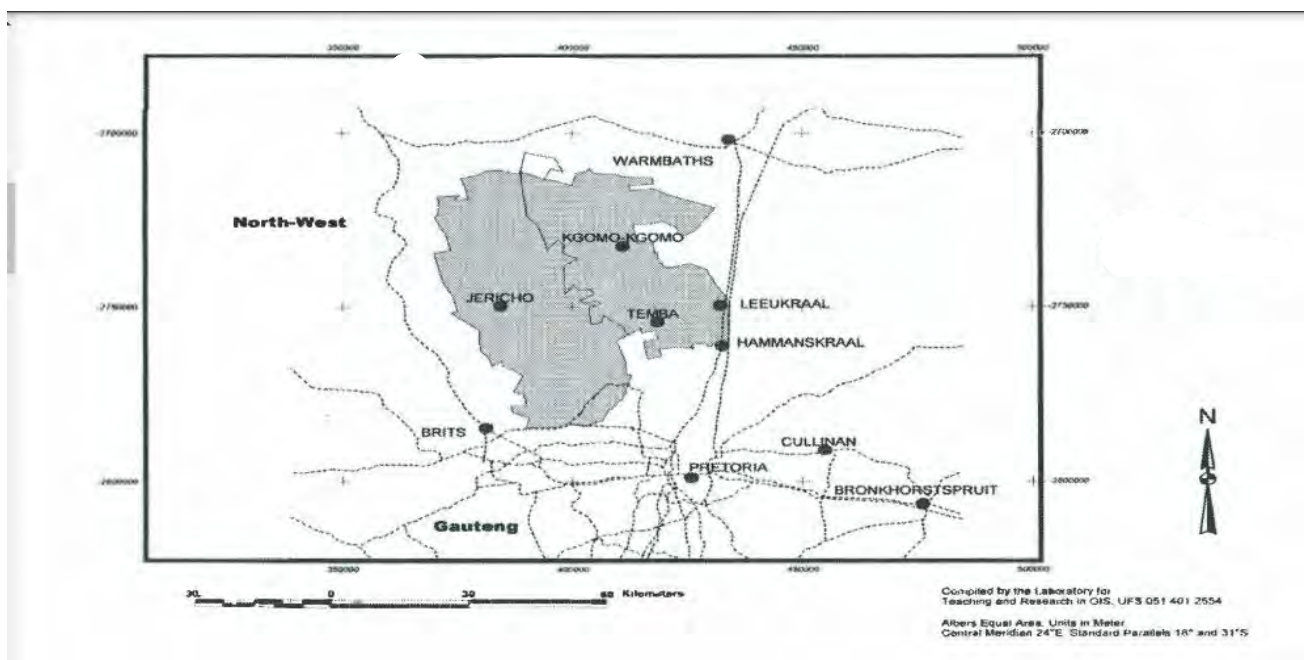 350000 400000 450000 500000
-2700000 -2700000
WARMBATHS
North-West
KGOMO-KGOMO
JERICHO
LEEUKRAAL
-2750000 -2750000
TEMBA
HAMMANSKRAAL
N
BRITS
CULLINAN
PRETORIA
-2800000 -2800000
BRONKHORSTSPRUIT
Gauteng
350000 400000 450000 500000
30 0 30 60 Kilometers
Compiled by the Laboratory for
Teaching and Research in GIS, UFS 051 401 2554
Albers Equal Area, Units in Meter
Central Meridian 24°E, Standard Parallels 18° and 31°S